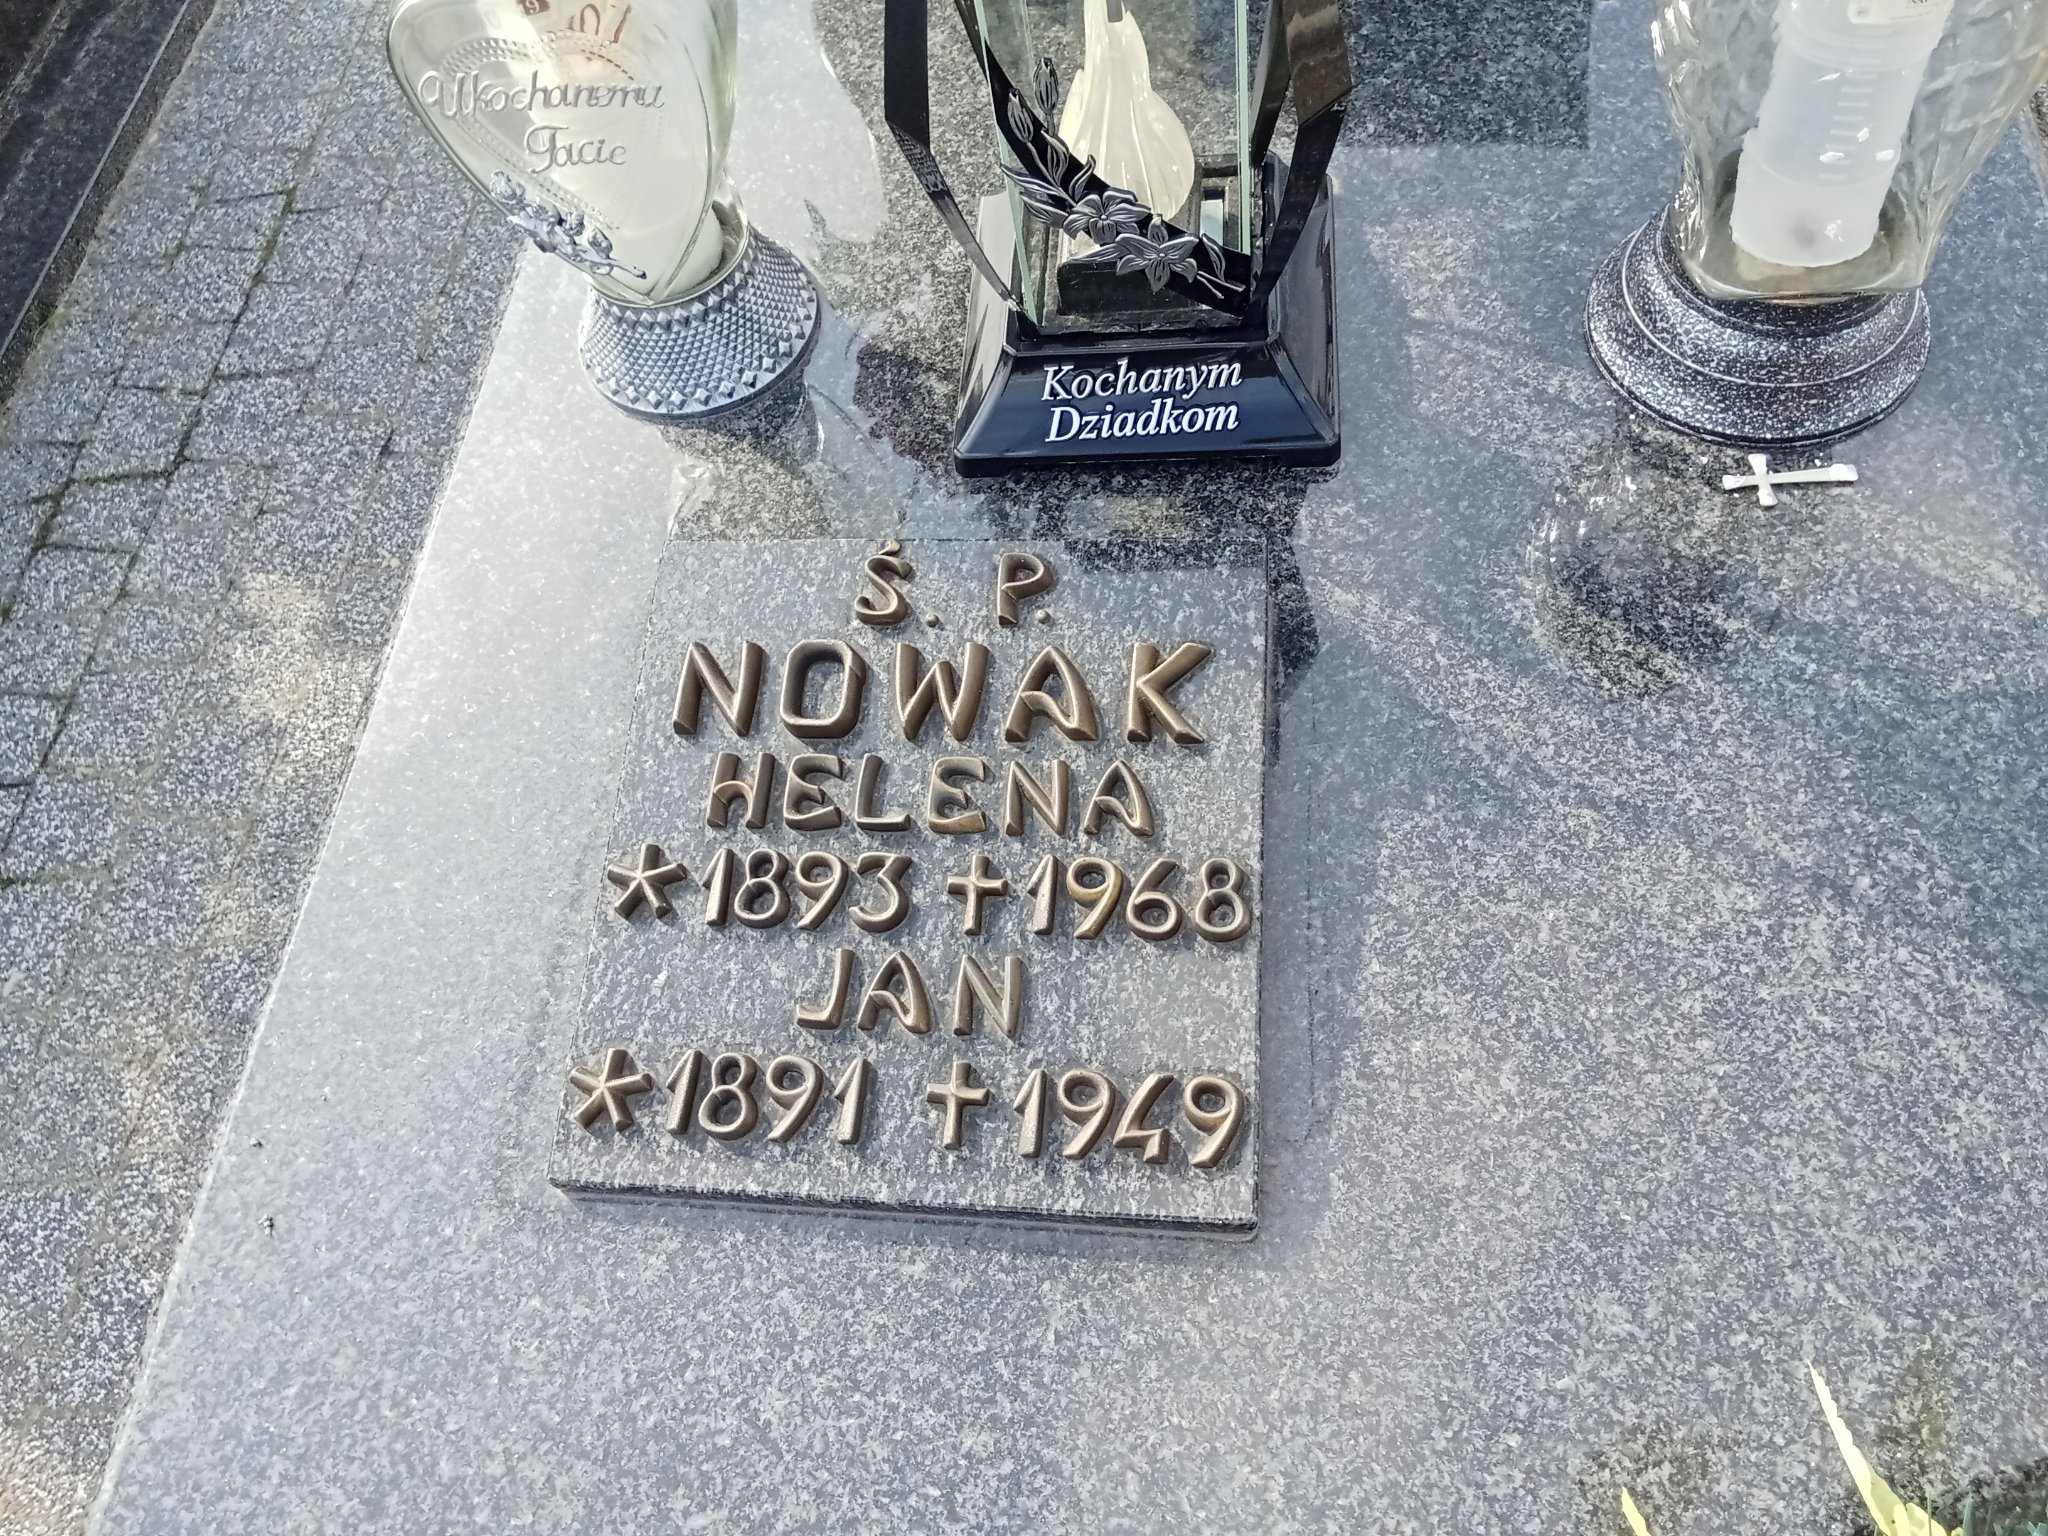 Ukochanemu
Tacie
Kochanym
Dziadkom
Ś. P.
NOWAK
HELENA
*1893 †1968
JAN
*1891 †1949